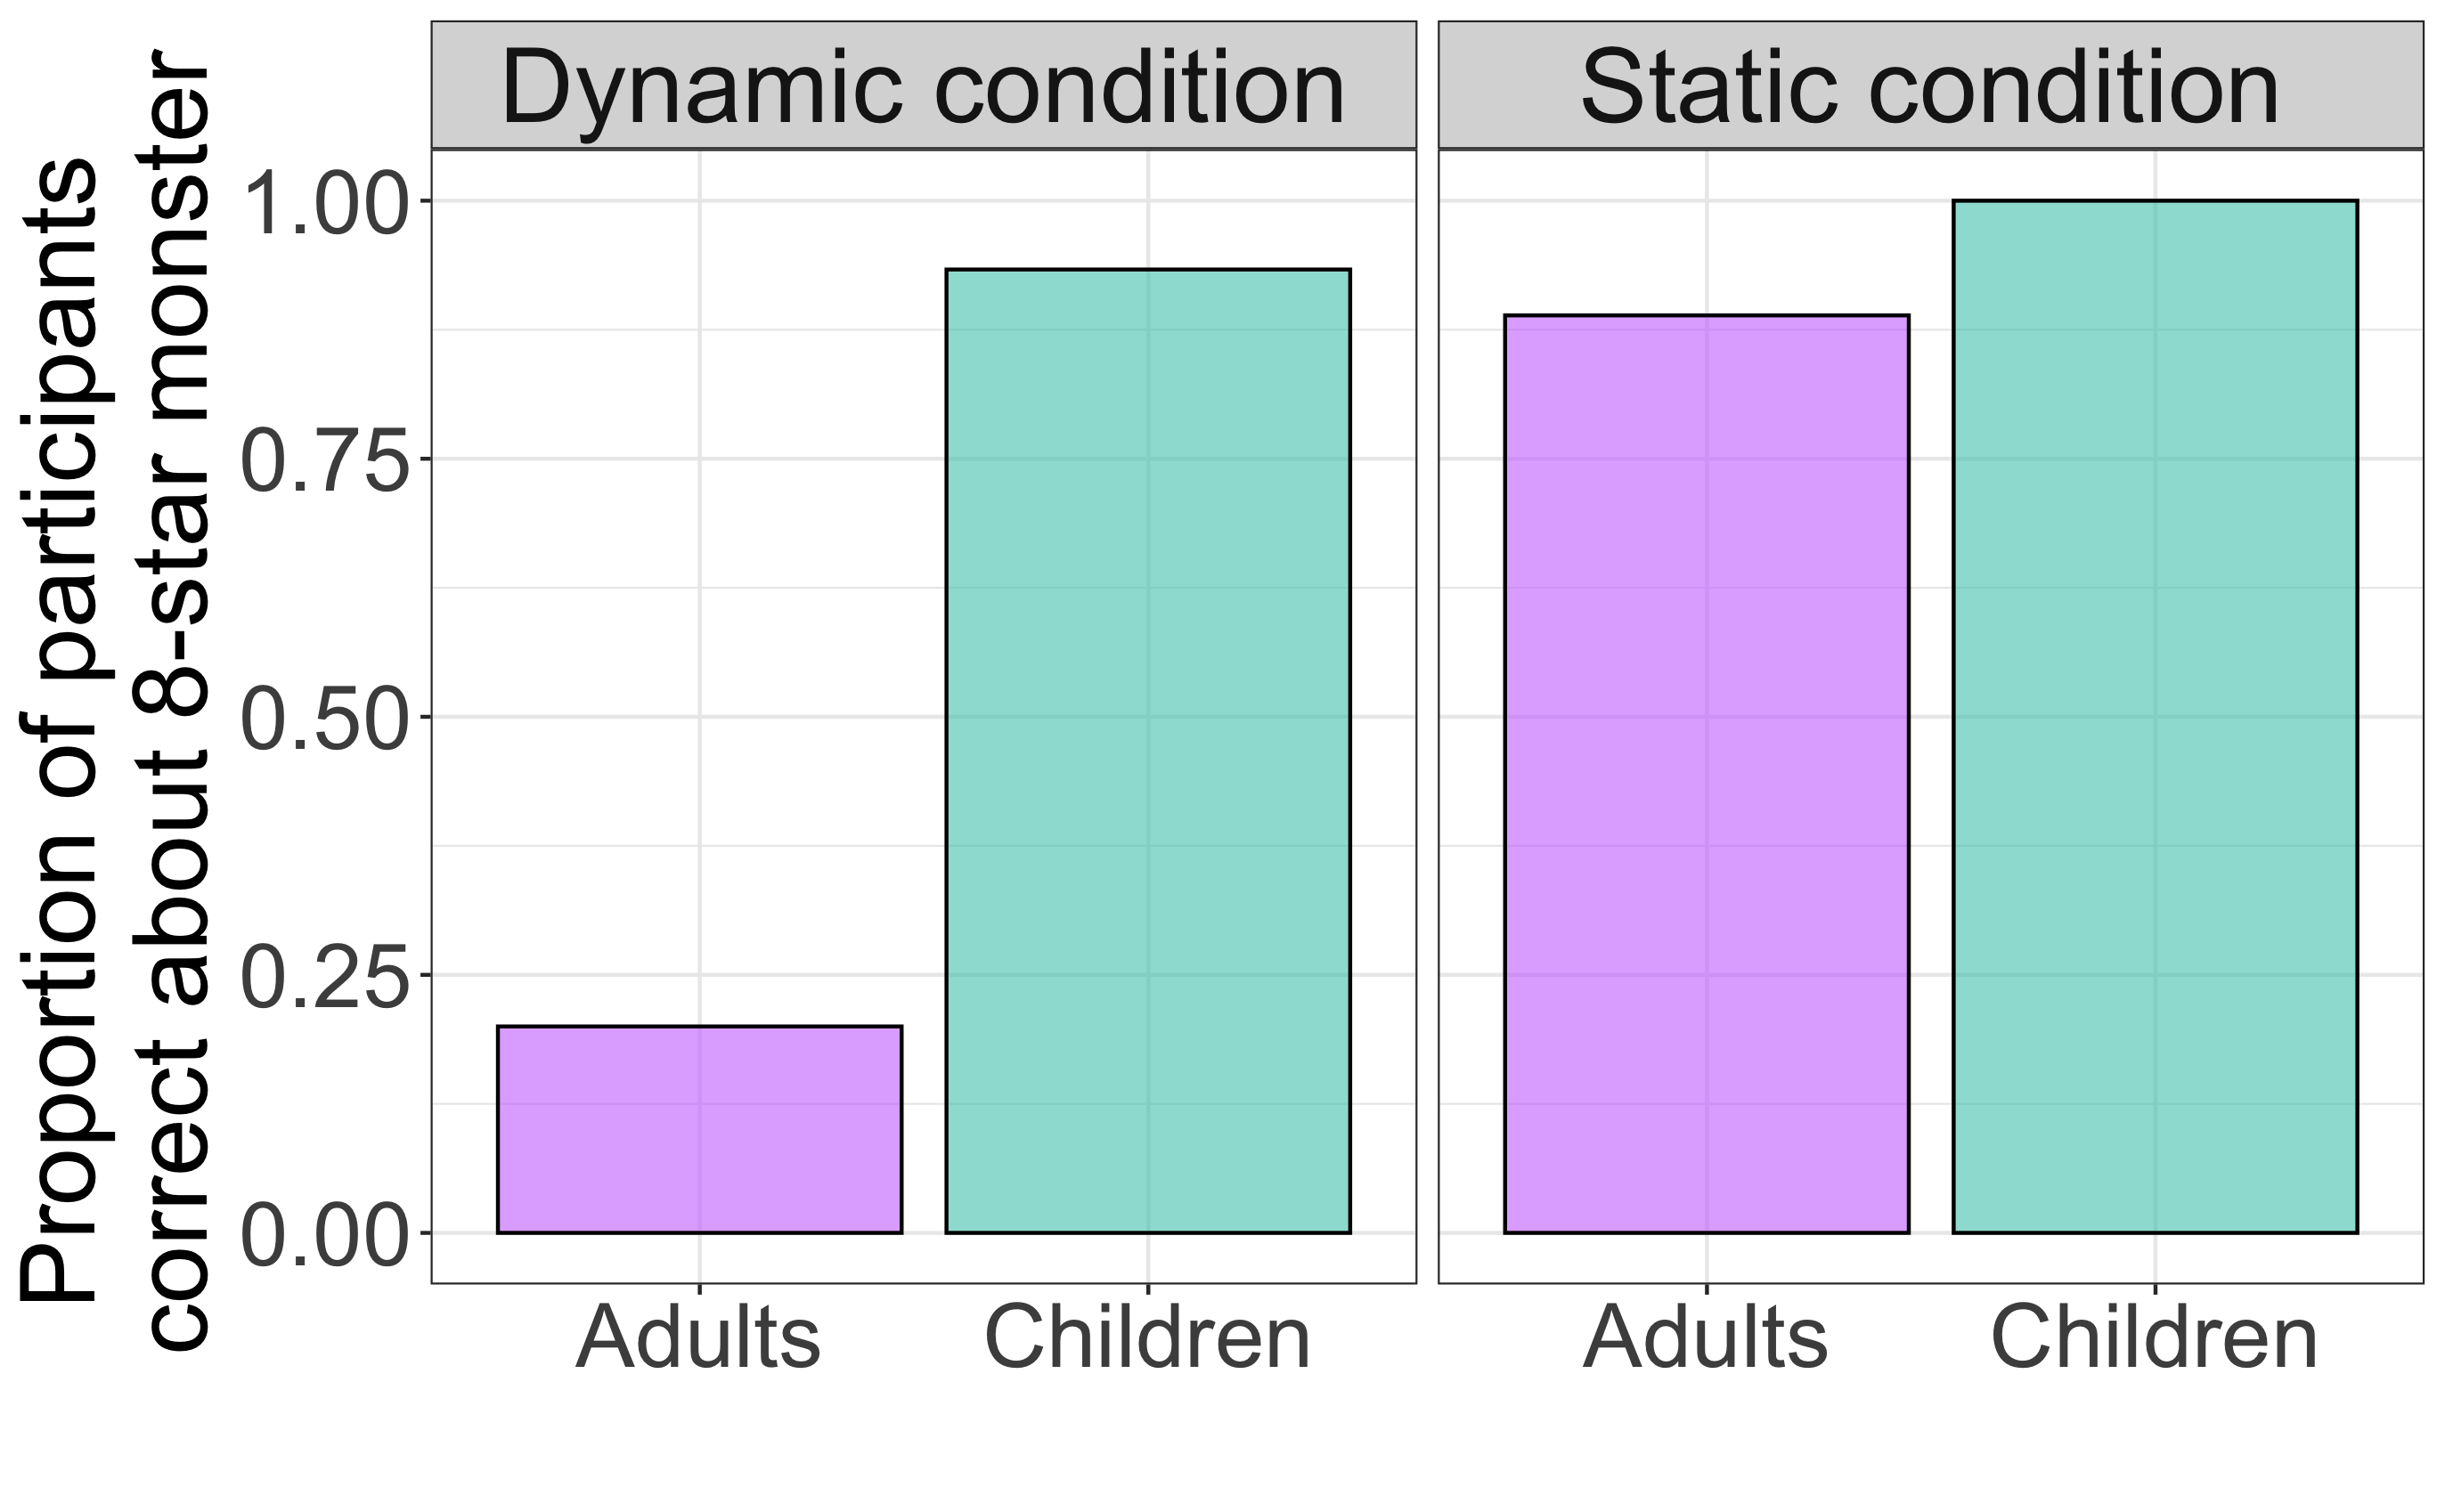 Proportion of participants
correct about 8-star monster
Dynamic condition
Static condition
1.00
0.75
0.50
0.25
0.00
Adults
Children
Adults
Children